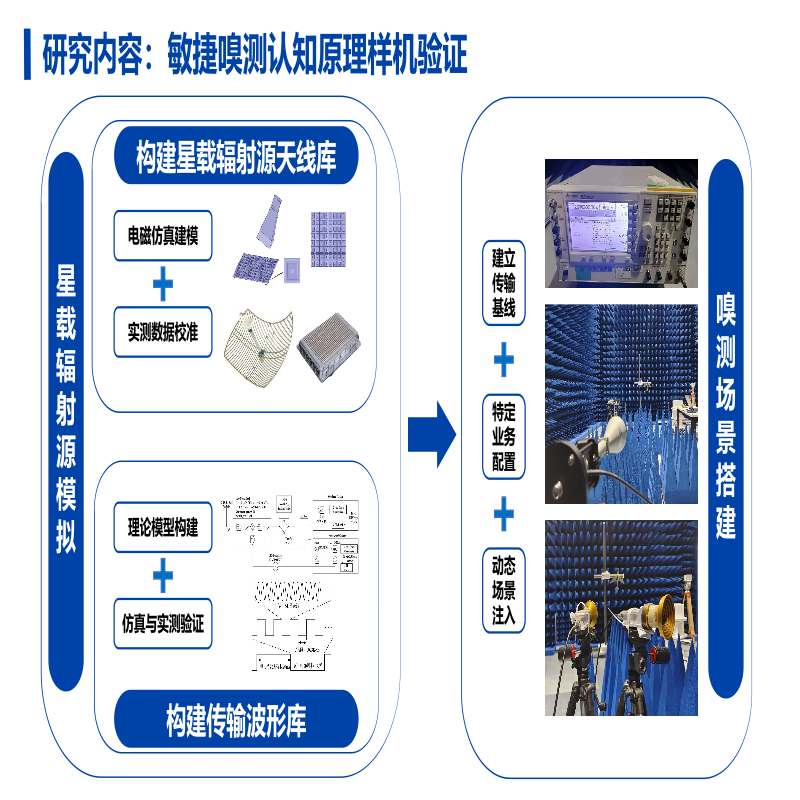 研究内容：敏捷嗅测认知原理样机验证
星载辐射源模拟
构建星载辐射源天线库
电磁仿真建模
实测数据校准
理论模型构建
仿真与实测验证
构建传输波形库
建立
传输
基线
特定
业务
配置
动态
场景
注入
嗅测场景搭建